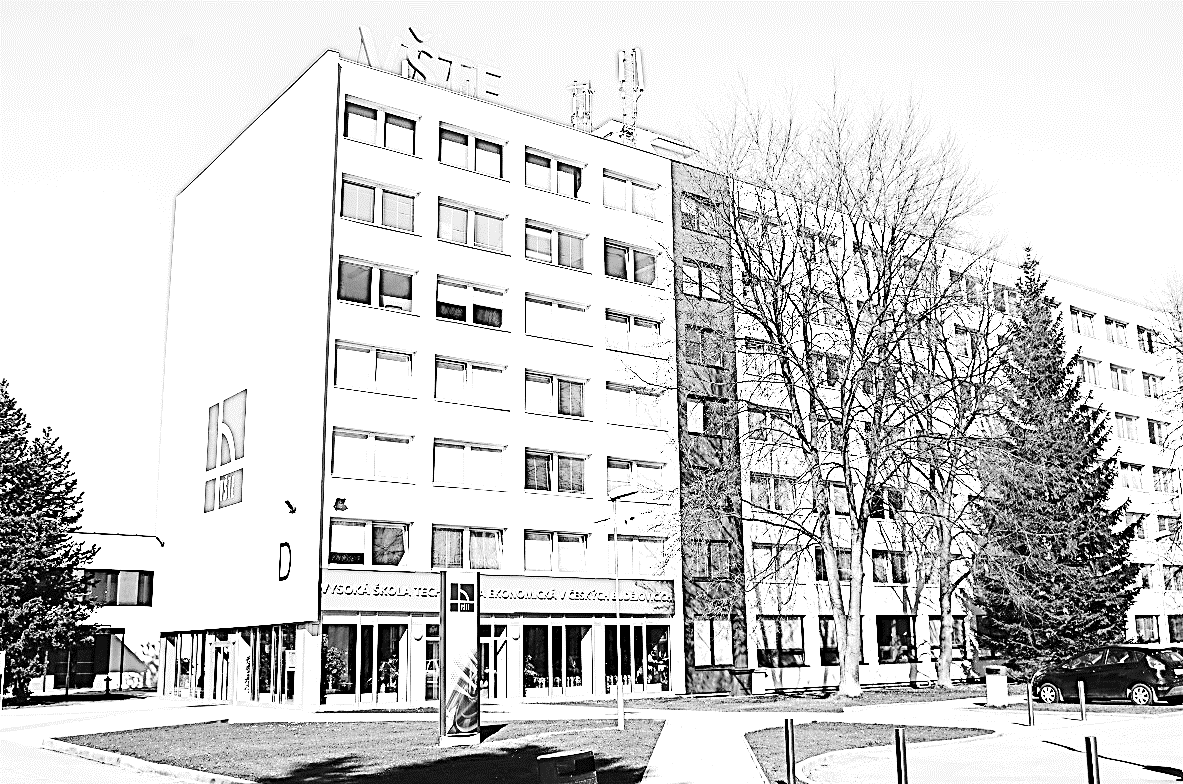 VŠTE
VYSOKÁ ŠKOLA TECH A EKONOMICKÁ V ČESKÝCH BUDĚJOVICÍCH
D